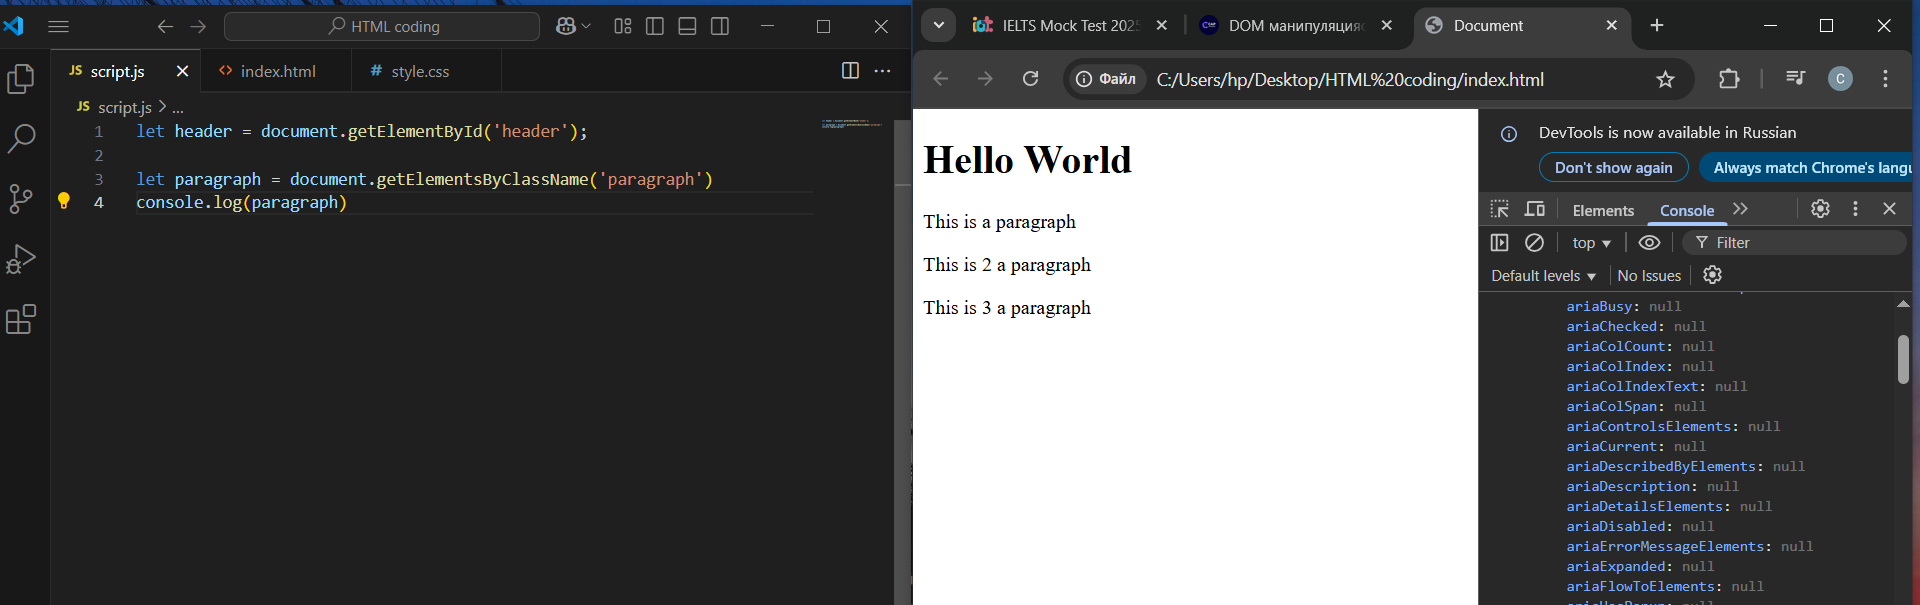 HTML coding
JS script.js
<> index.html
# style.css
JS script.js > ...
1 let header = document.getElementById('header');
2
3 let paragraph = document.getElementsByClassName('paragraph')
4 console.log(paragraph)
IELTS Mock Test 2025
DOM манипуляция
Document
Файл
C:/Users/hp/Desktop/HTML%20coding/index.html
C
Hello World
This is a paragraph
This is 2 a paragraph
This is 3 a paragraph
DevTools is now available in Russian
Don't show again
Always match Chrome's langu
Elements
Console
top
Filter
Default levels
No Issues
ariaBusy: null
ariaChecked: null
ariaColCount: null
ariaColIndex: null
ariaColIndexText: null
ariaColSpan: null
ariaControlsElements: null
ariaCurrent: null
ariaDescribedByElements: null
ariaDescription: null
ariaDetailsElements: null
ariaDisabled: null
ariaErrorMessageElements: null
ariaExpanded: null
ariaFlowToElements: null